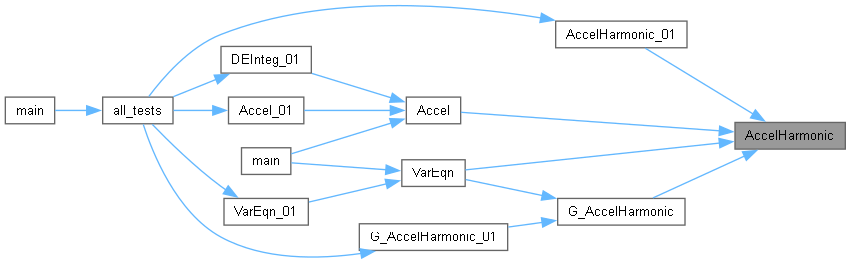 main
all_tests
DEInteg_01
Accel_01
main
VarEqn_01
G_AccelHarmonic_01
Accel
VarEqn
AccelHarmonic_01
G_AccelHarmonic
AccelHarmonic